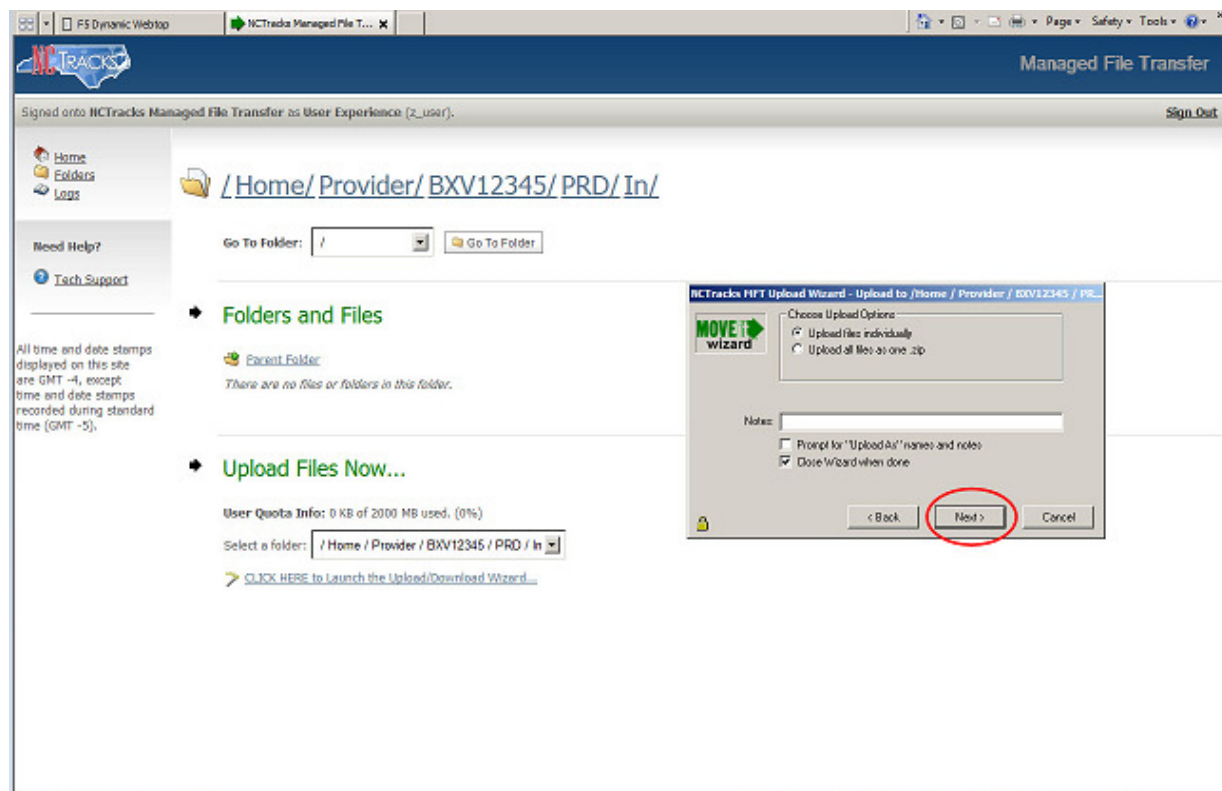 F5 Dynamic Webtop
NCTracks Managed File T...
Page
Safety
Tools
NCTRACKS
Managed File Transfer
Signed onto NCTracks Managed File Transfer as User Experience (z_user).
Sign Out
Home
Folders
Logs
Need Help?
Tech Support
All time and date stamps
displayed on this site
are GMT -4, except
time and date stamps
recorded during standard
time (GMT -5).
/ Home/ Provider/ BXV12345/ PRD/ In/
Go To Folder: / Go To Folder
Folders and Files
Parent Folder
There are no files or folders in this folder.
Upload Files Now...
User Quota Info: 0 KB of 2000 MB used. (0%)
Select a folder: / Home / Provider / BXV12345 / PRD / In
CLICK HERE to Launch the Upload/Download Wizard...
NCTracks MFT Upload Wizard - Upload to /Home / Provider / BXV12345 / PR...
MOVEit
wizard
Choose Upload Options
Upload files individually
Upload all files as one .zip
Notes:
Prompt for "Upload As" names and notes
Close Wizard when done
< Back
Next >
Cancel